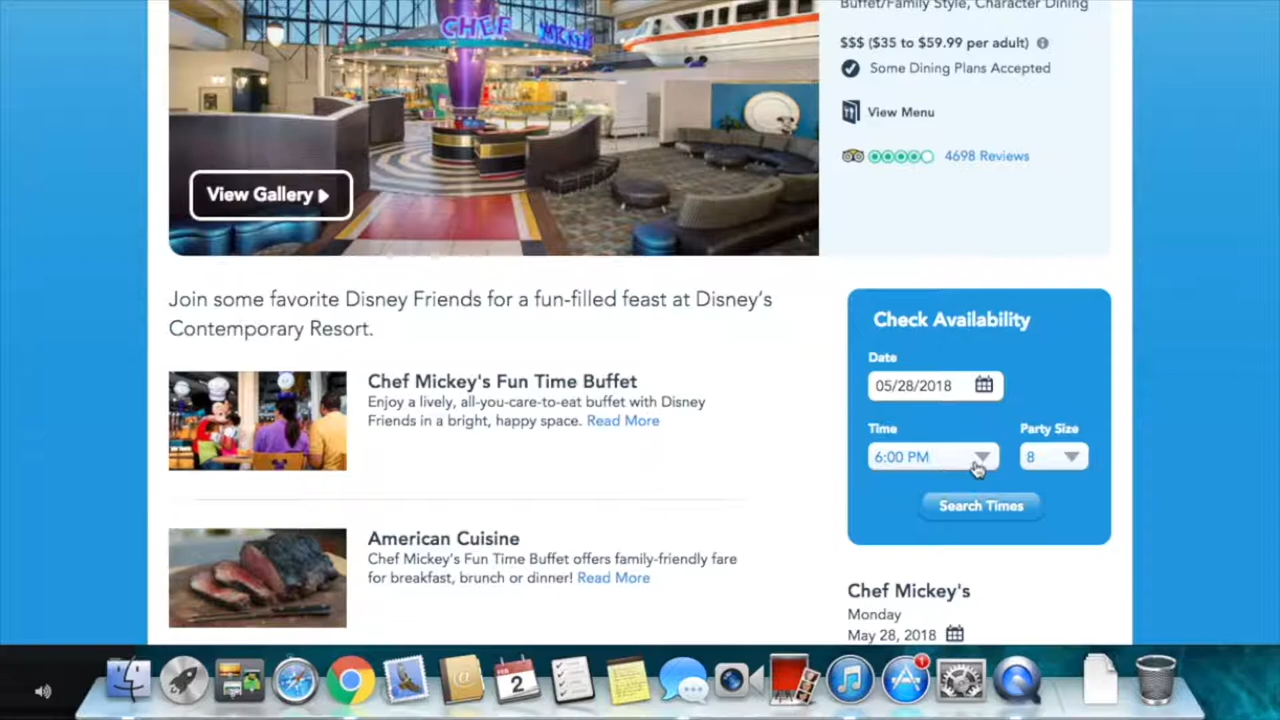 Buffet/Family Style, Character Dining
CHEF MICKEY'S
$$$ ($35 to $59.99 per adult)
Some Dining Plans Accepted
View Menu
4698 Reviews
View Gallery
Join some favorite Disney Friends for a fun-filled feast at Disney's
Contemporary Resort.
Chef Mickey's Fun Time Buffet
Enjoy a lively, all-you-care-to-eat buffet with Disney
Friends in a bright, happy space. Read More
American Cuisine
Chef Mickey's Fun Time Buffet offers family-friendly fare
for breakfast, brunch or dinner! Read More
Check Availability
Date
05/28/2018
Time Party Size
6:00 PM 8
Search Times
Chef Mickey's
Monday
May 28, 2018
FEB
2
1